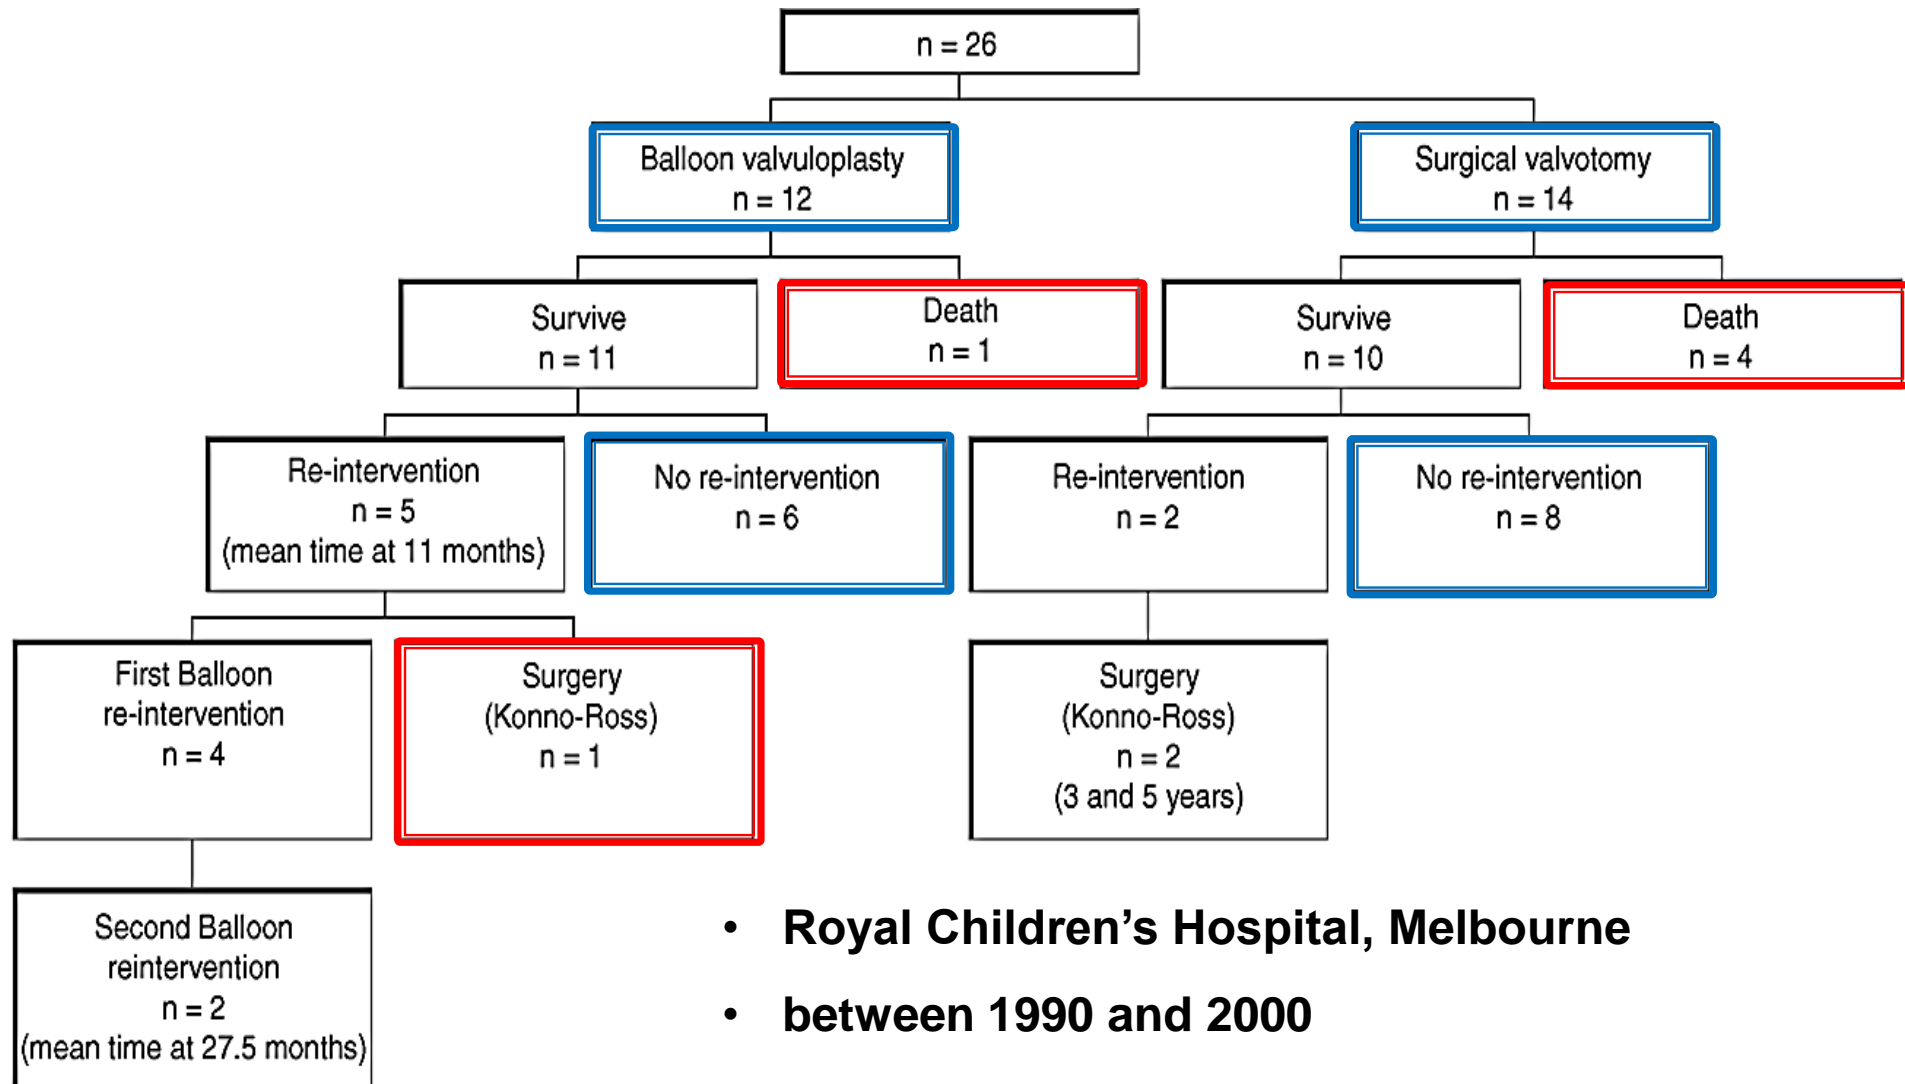 n = 26
Balloon valvuloplasty
n = 12
Surgical valvotomy
n = 14
Survive
n = 11
Death
n = 1
Survive
n = 10
Death
n = 4
Re-intervention
n = 5
(mean time at 11 months)
No re-intervention
n = 6
Re-intervention
n = 2
No re-intervention
n = 8
First Balloon
re-intervention
n = 4
Surgery
(Konno-Ross)
n = 1
Surgery
(Konno-Ross)
n = 2
(3 and 5 years)
Second Balloon
reintervention
n = 2
(mean time at 27.5 months)
• Royal Children’s Hospital, Melbourne
• between 1990 and 2000